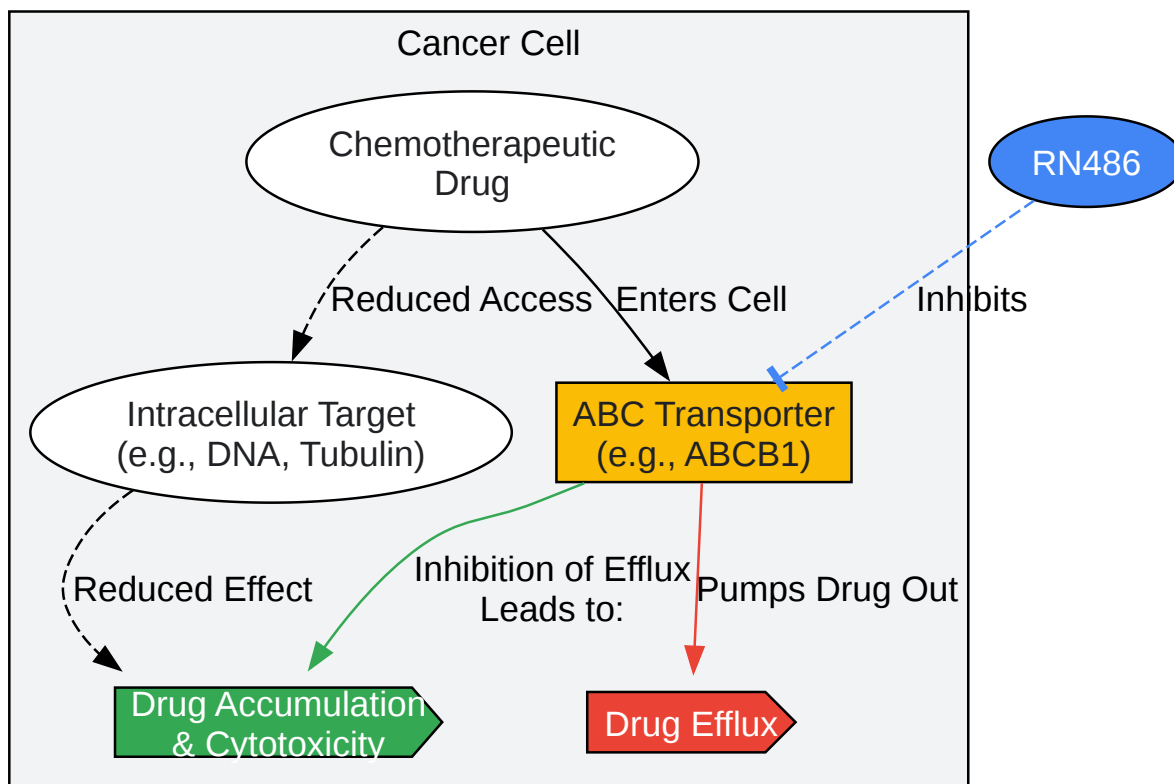 Cancer Cell
Chemotherapeutic
Drug
RN486
Reduced Access
Enters Cell
Inhibits
Intracellular Target
(e.g., DNA, Tubulin)
ABC Transporter
(e.g., ABCB1)
Reduced Effect
Inhibition of Efflux
Leads to:
Pumps Drug Out
Drug Accumulation
& Cytotoxicity
Drug Efflux